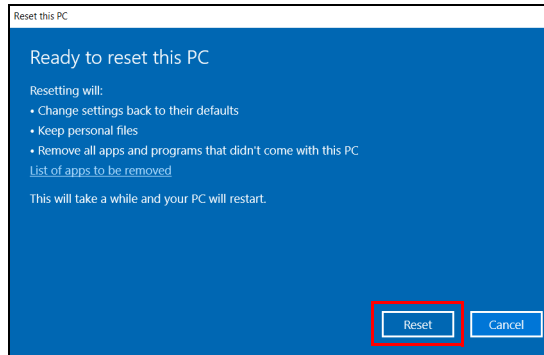 Reset this PC
Ready to reset this PC
Resetting will:
• Change settings back to their defaults
• Keep personal files
• Remove all apps and programs that didn't come with this PC
List of apps to be removed
This will take a while and your PC will restart.
Reset Cancel